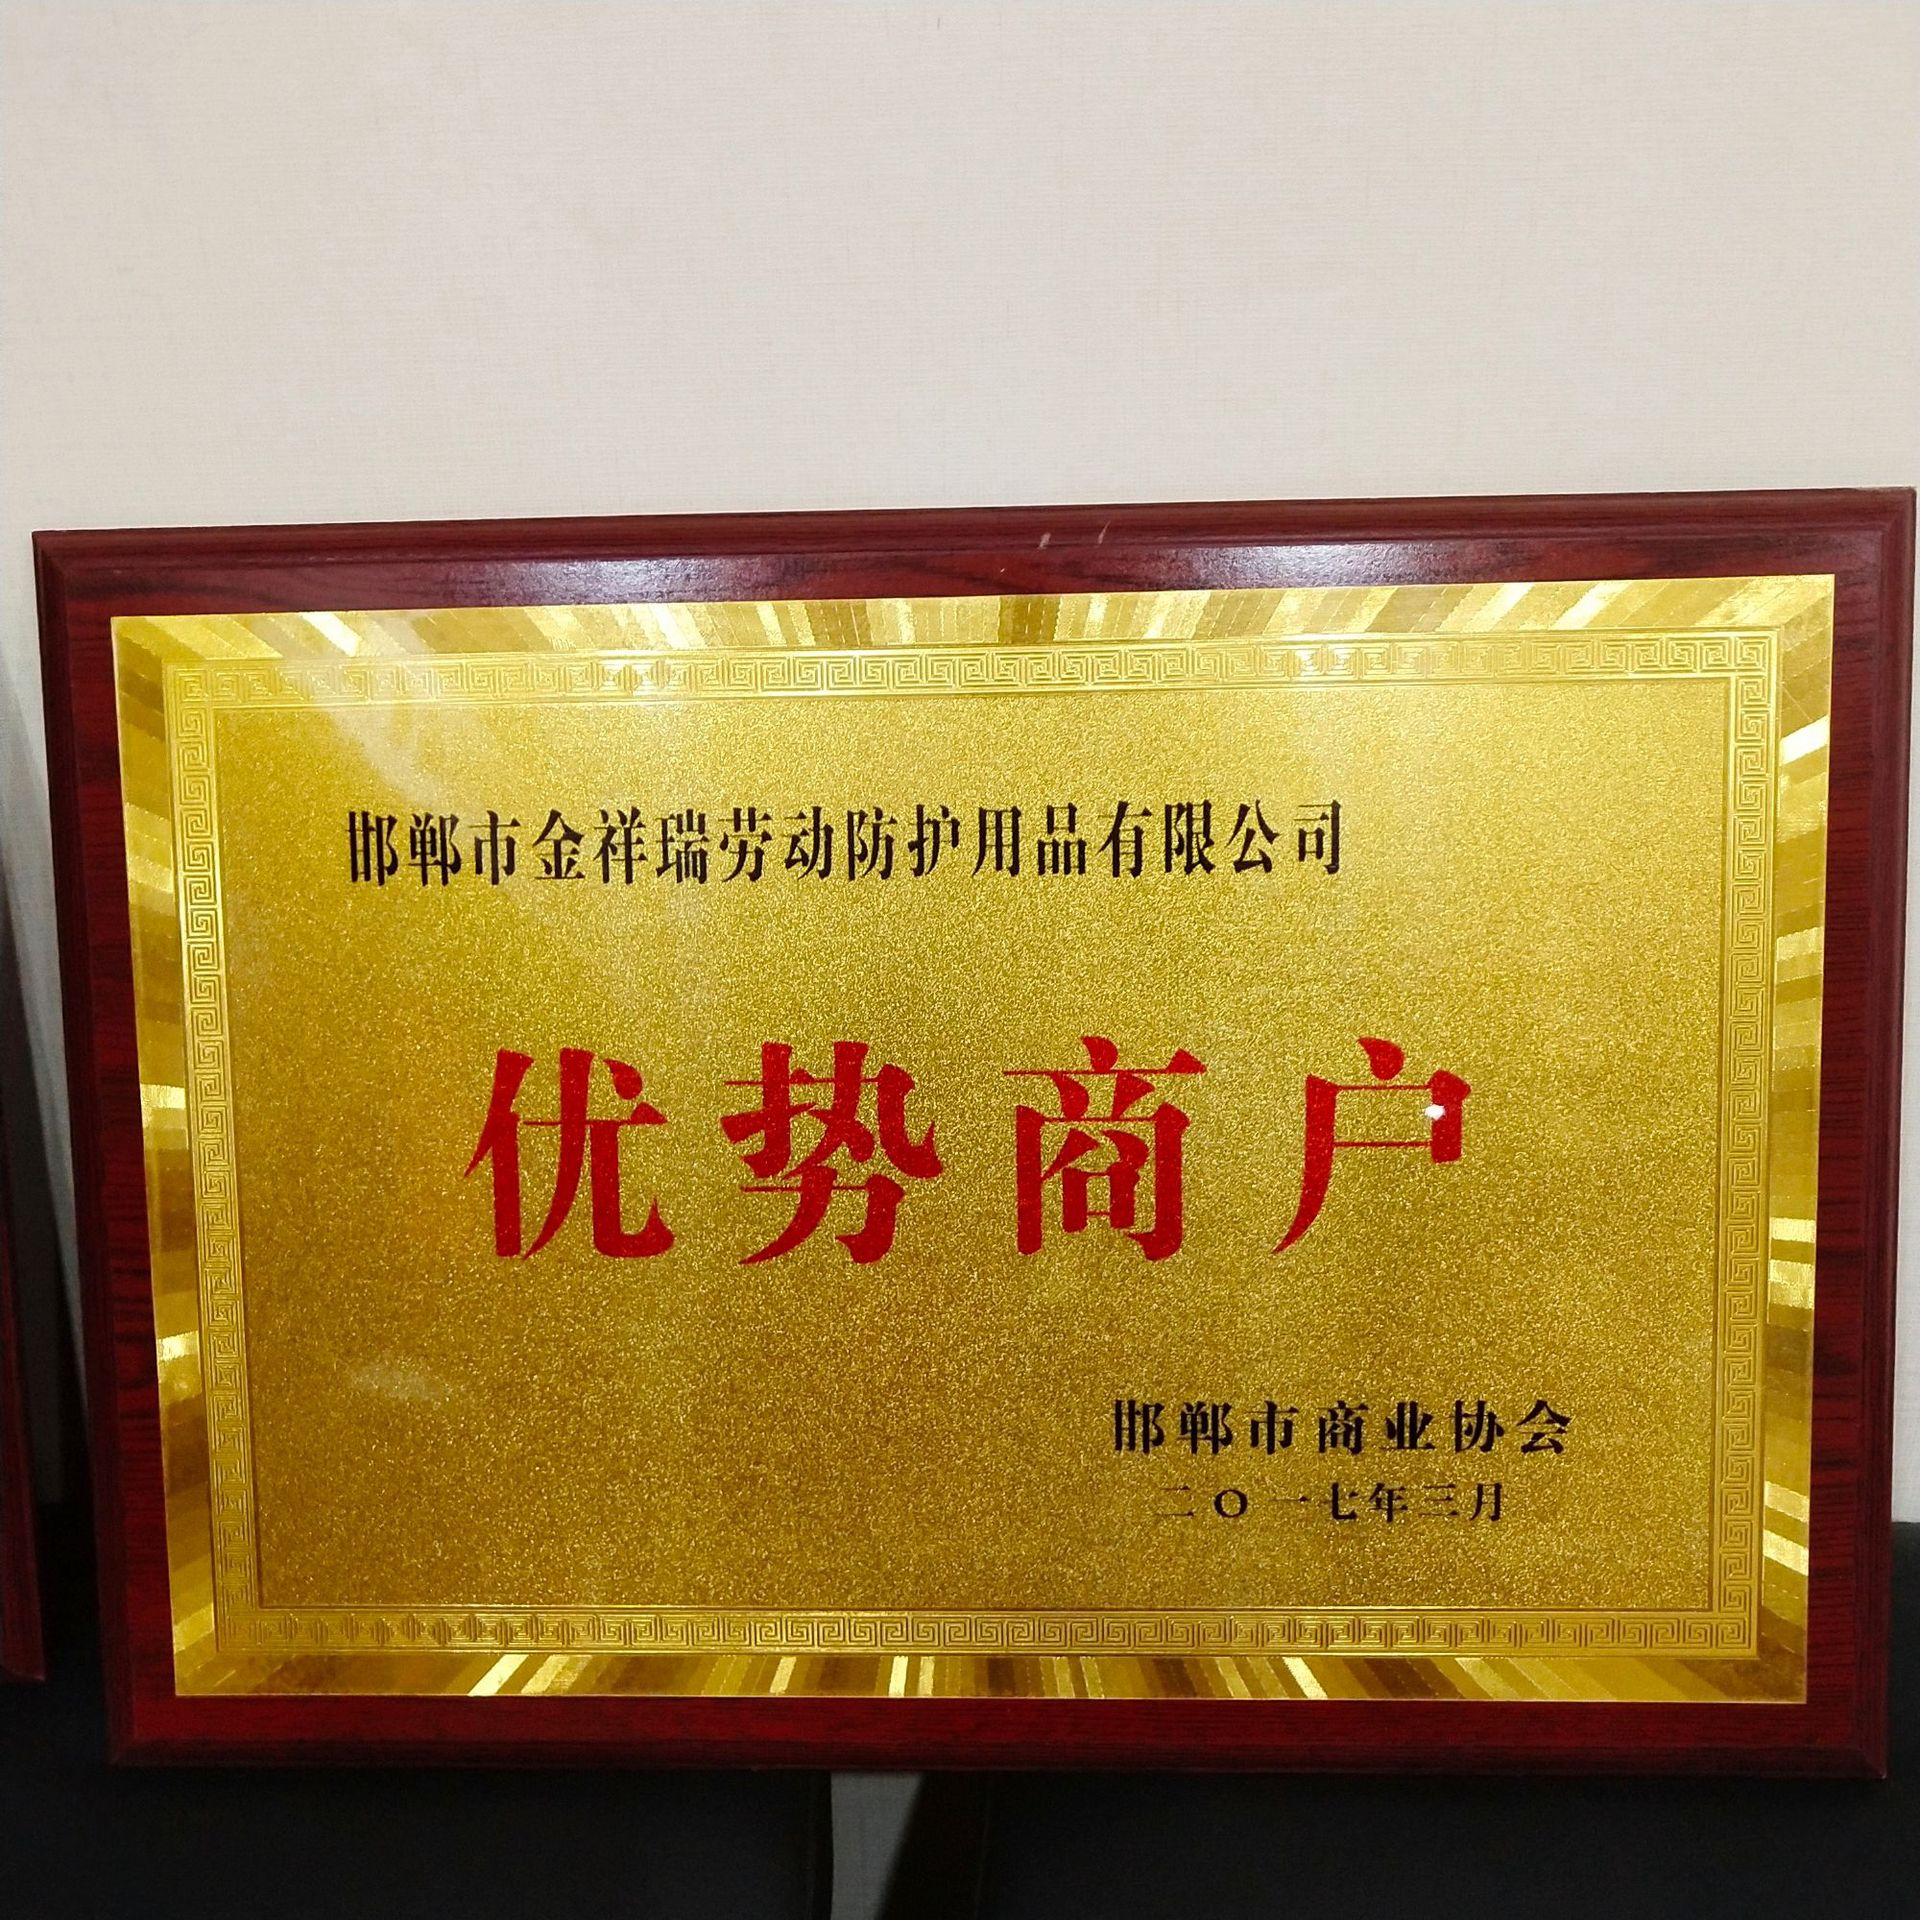 邯郸市金祥瑞劳动防护用品有限公司
优势商户
邯郸市商业协会
二〇一七年三月